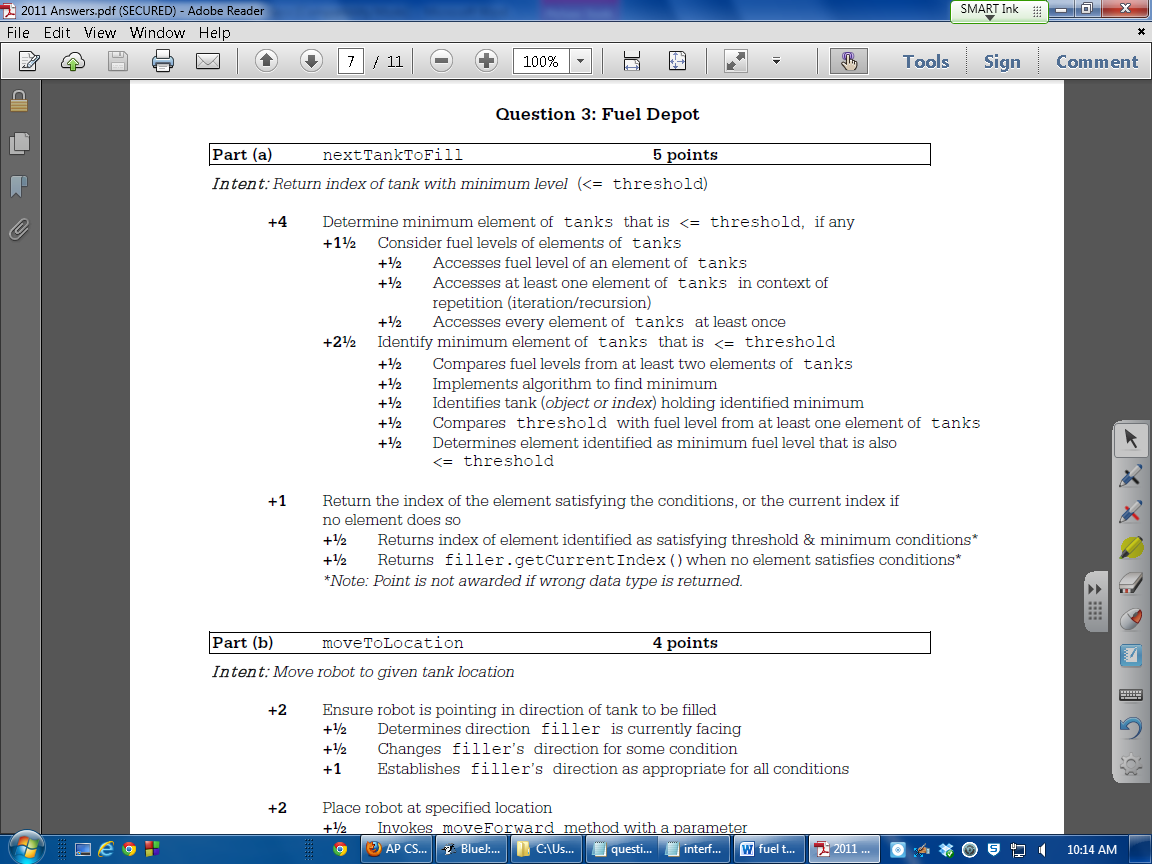 2011 Answers.pdf (SECURED) - Adobe Reader
SMART Ink
File Edit View Window Help
7 / 11 100% Tools Sign Comment
Question 3: Fuel Depot
Part (a) nextTankToFill 5 points
Intent: Return index of tank with minimum level (<= threshold)
+4 Determine minimum element of tanks that is <= threshold, if any
+1½ Consider fuel levels of elements of tanks
+½ Accesses fuel level of an element of tanks
+½ Accesses at least one element of tanks in context of
repetition (iteration/recursion)
+½ Accesses every element of tanks at least once
+2½ Identify minimum element of tanks that is <= threshold
+½ Compares fuel levels from at least two elements of tanks
+½ Implements algorithm to find minimum
+½ Identifies tank (object or index) holding identified minimum
+½ Compares threshold with fuel level from at least one element of tanks
+½ Determines element identified as minimum fuel level that is also
<= threshold
+1 Return the index of the element satisfying the conditions, or the current index if
no element does so
+½ Returns index of element identified as satisfying threshold & minimum conditions*
+½ Returns filler.getCurrentIndex() when no element satisfies conditions*
*Note: Point is not awarded if wrong data type is returned.
Part (b) moveToLocation 4 points
Intent: Move robot to given tank location
+2 Ensure robot is pointing in direction of tank to be filled
+½ Determines direction filler is currently facing
+½ Changes filler's direction for some condition
+1 Establishes filler's direction as appropriate for all conditions
+2 Place robot at specified location
+½ Invokes moveForward method with a parameter
AP CS... BlueJ:... C:\Us... questi... interf... fuel t... 2011 ... 10:14 AM